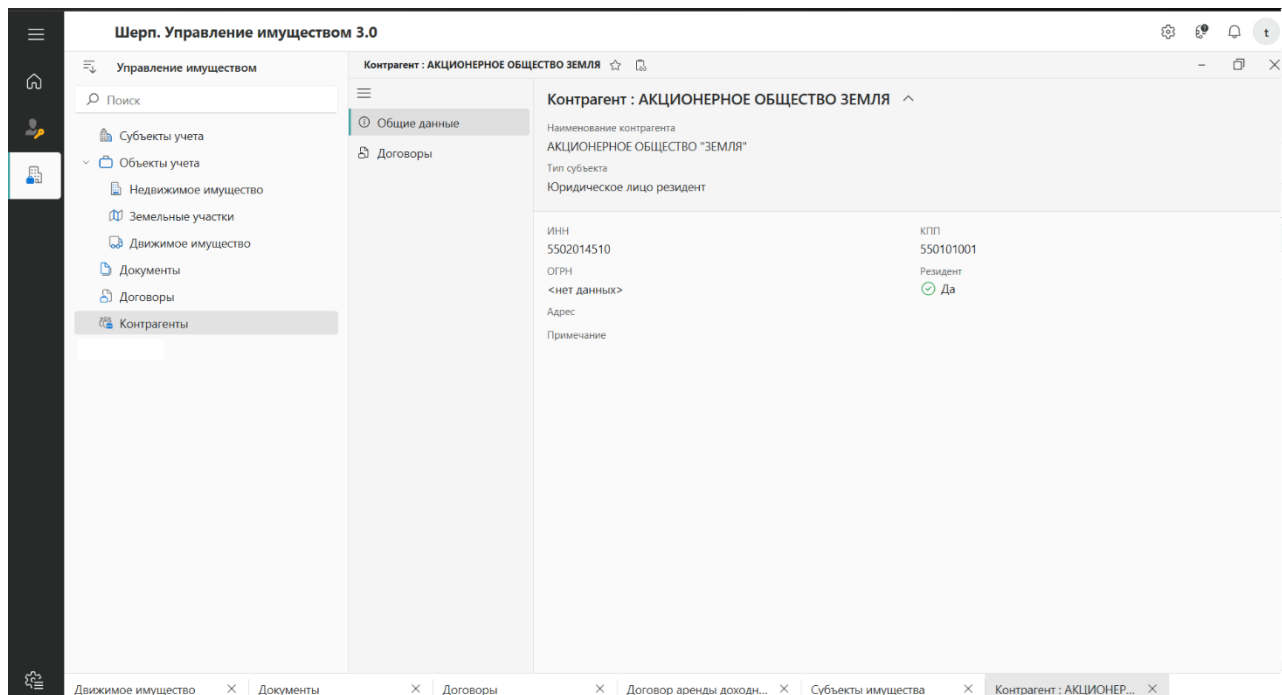 Шерп. Управление имуществом 3.0
t
Управление имуществом
Поиск
Субъекты учета
Объекты учета
Недвижимое имущество
Земельные участки
Движимое имущество
Документы
Договоры
Контрагенты
Контрагент : АКЦИОНЕРНОЕ ОБЩЕСТВО ЗЕМЛЯ
Общие данные
Договоры
Контрагент : АКЦИОНЕРНОЕ ОБЩЕСТВО ЗЕМЛЯ
Наименование контрагента
АКЦИОНЕРНОЕ ОБЩЕСТВО "ЗЕМЛЯ"
Тип субъекта
Юридическое лицо резидент
ИНН
5502014510
КПП
550101001
ОГРН
<нет данных>
Резидент
Да
Адрес
Примечание
Движимое имущество
Документы
Договоры
Договор аренды доходн...
Субъекты имущества
Контрагент : АКЦИОНЕР...